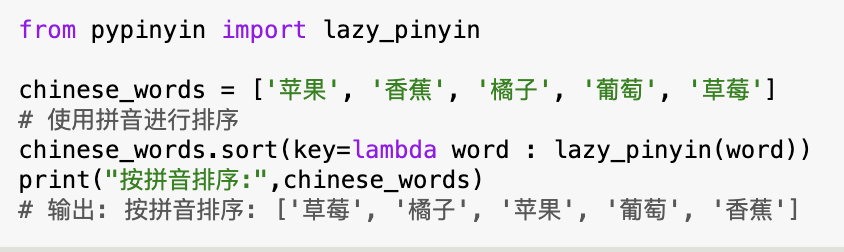 from pypinyin import lazy_pinyin
chinese_words = ['苹果', '香蕉', '橘子', '葡萄', '草莓']
# 使用拼音进行排序
chinese_words.sort(key=lambda word : lazy_pinyin(word))
print("按拼音排序:",chinese_words)
# 输出: 按拼音排序: ['草莓', '橘子', '苹果', '葡萄', '香蕉']